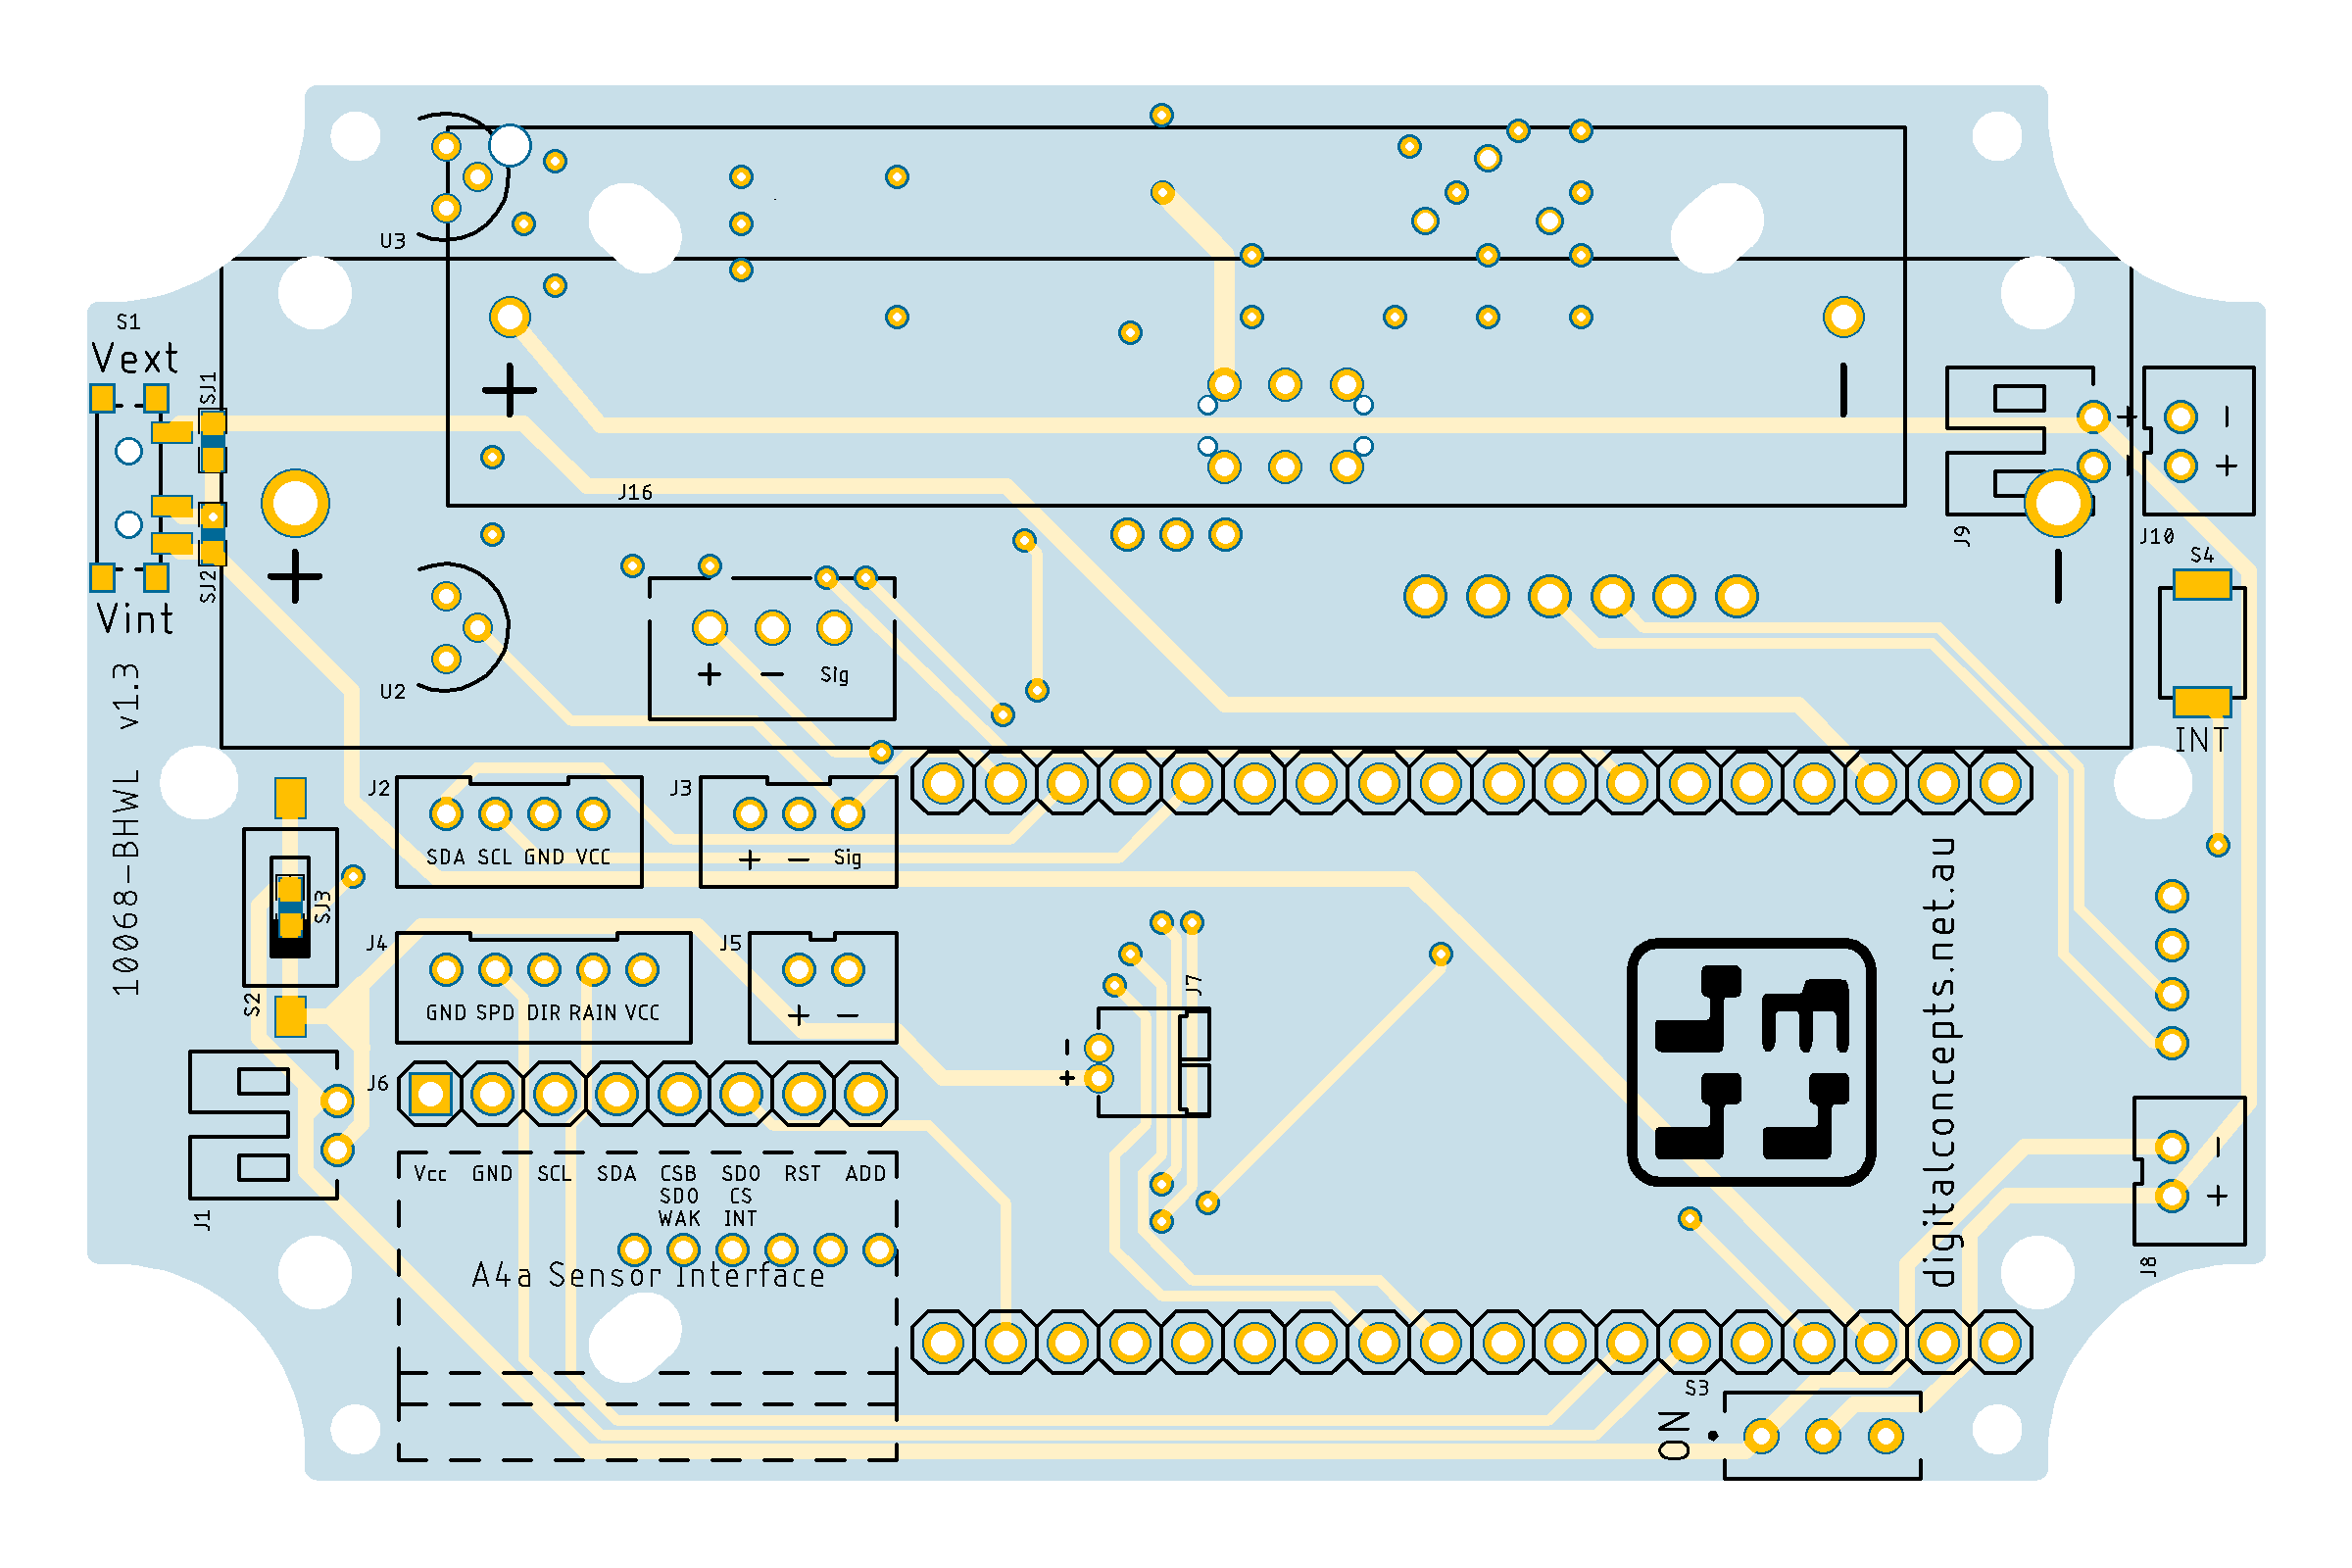 U3
S1
Vext
SJ1
+
−
+ −
J16
+
J9
− +
J10
S4
SJ2
+
−
Vint
+ − Sig
U2
INT
10068-BHWL v1.3
J2
J3
SDA SCL GND VCC
+ − Sig
SJ3
S2
J4
J5
GND SPD DIR RAIN VCC
+ −
J7
− +
J6
J1
Vcc GND SCL SDA CSB SDO RST ADD
SDO CS
WAK INT
A4a Sensor Interface
digitalconcepts.net.au
− +
J8
S3
ON